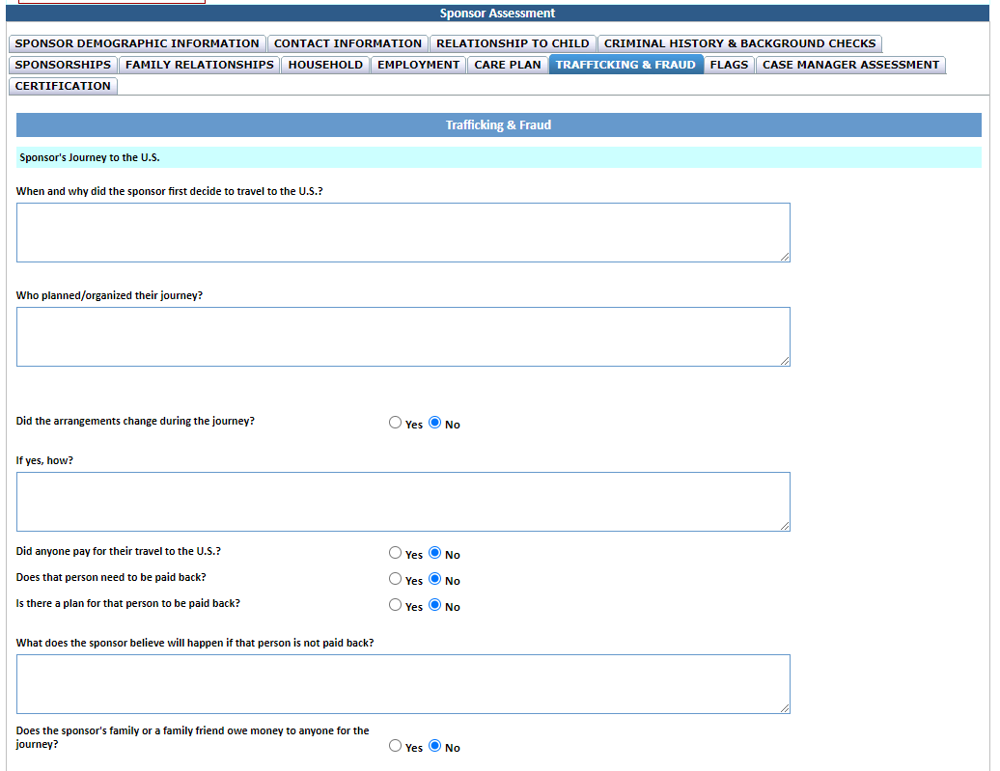 Sponsor Assessment
SPONSOR DEMOGRAPHIC INFORMATION CONTACT INFORMATION RELATIONSHIP TO CHILD CRIMINAL HISTORY & BACKGROUND CHECKS
SPONSORSHIPS FAMILY RELATIONSHIPS HOUSEHOLD EMPLOYMENT CARE PLAN TRAFFICKING & FRAUD FLAGS CASE MANAGER ASSESSMENT
CERTIFICATION
Trafficking & Fraud
Sponsor's Journey to the U.S.
When and why did the sponsor first decide to travel to the U.S.?
Who planned/organized their journey?
Did the arrangements change during the journey? Yes No
If yes, how?
Did anyone pay for their travel to the U.S.? Yes No
Does that person need to be paid back? Yes No
Is there a plan for that person to be paid back? Yes No
What does the sponsor believe will happen if that person is not paid back?
Does the sponsor's family or a family friend owe money to anyone for the
journey? Yes No